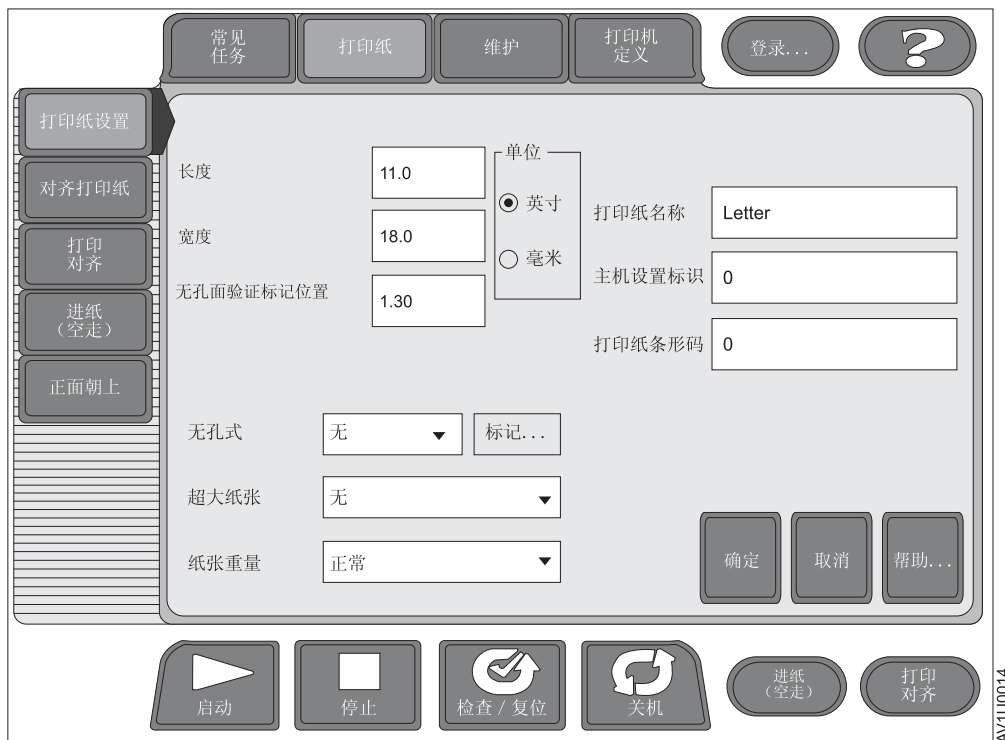 常见
任务
打印纸
维护
打印机
定义
登录...
?
打印纸设置
对齐打印纸
打印
对齐
进纸
（空走）
正面朝上
长度
11.0
宽度
18.0
无孔面验证标记位置
1.30
单位
英寸
毫米
打印纸名称
Letter
主机设置标识
0
打印纸条形码
0
无孔式
无
标记...
超大纸张
无
纸张重量
正常
确定
取消
帮助...
启动
停止
检查 / 复位
关机
进纸
（空走）
打印
对齐
AV1U0014